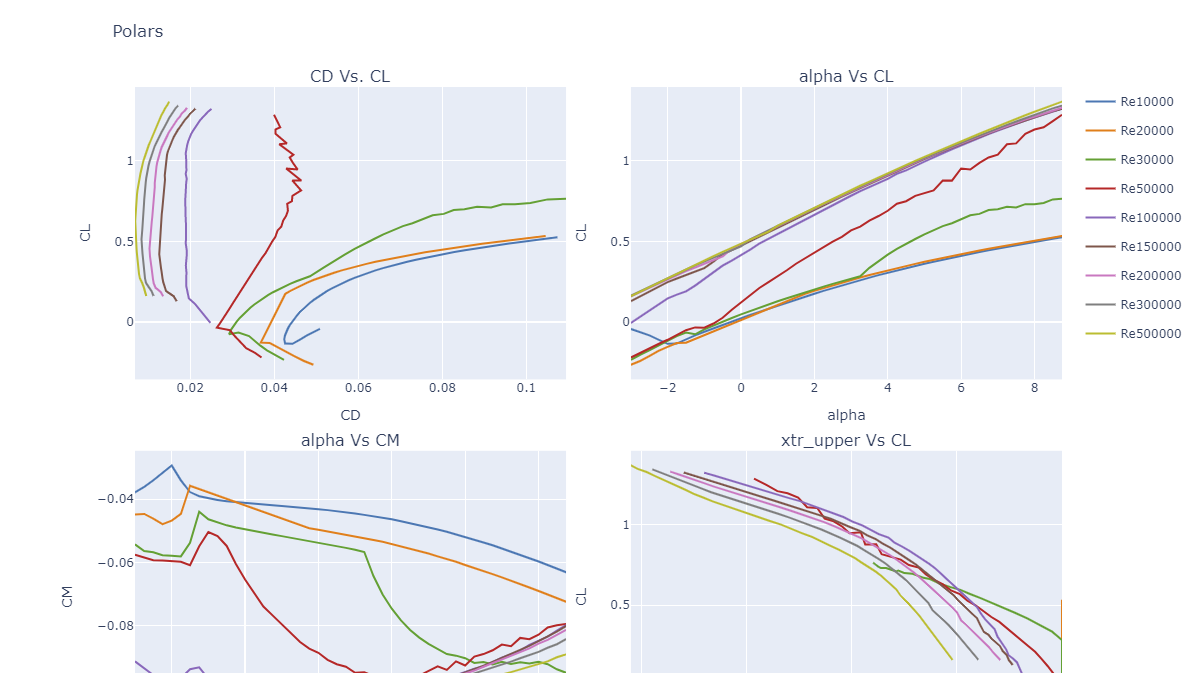 Polars
CD Vs. CL
alpha Vs CL
CL
1
0.5
0
0.02
0.04
0.06
0.08
0.1
CD
CL
1
0.5
0
−2
0
2
4
6
8
alpha
Re10000
Re20000
Re30000
Re50000
Re100000
Re150000
Re200000
Re300000
Re500000
alpha Vs CM
xtr_upper Vs CL
CM
−0.04
−0.06
−0.08
CL
1
0.5